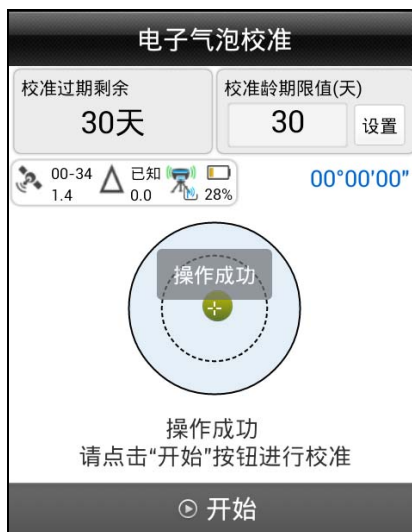 电子气泡校准
校准过期剩余
30天
校准龄期限值(天)
30
设置
00-34
1.4
已知
0.0
28%
00°00'00"
操作成功
操作成功
请点击“开始”按钮进行校准
开始